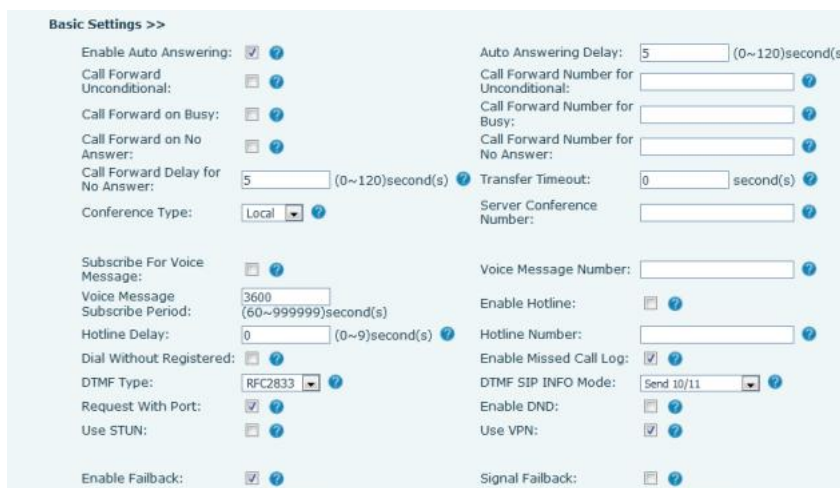 Basic Settings >>
Enable Auto Answering: Auto Answering Delay: 5 (0~120)second(s
Call Forward Unconditional: Call Forward Number for Unconditional:
Call Forward on Busy: Call Forward Number for Busy:
Call Forward on No Answer: Call Forward Number for No Answer:
Call Forward Delay for No Answer: 5 (0~120)second(s) Transfer Timeout: 0 second(s)
Conference Type: Local Server Conference Number:
Subscribe For Voice Message: Voice Message Number:
Voice Message Subscribe Period: 3600 (60~999999)second(s) Enable Hotline:
Hotline Delay: 0 (0~9)second(s) Hotline Number:
Dial Without Registered: Enable Missed Call Log:
DTMF Type: RFC2833 DTMF SIP INFO Mode: Send 10/11
Request With Port: Enable DND:
Use STUN: Use VPN:
Enable Failback: Signal Failback: